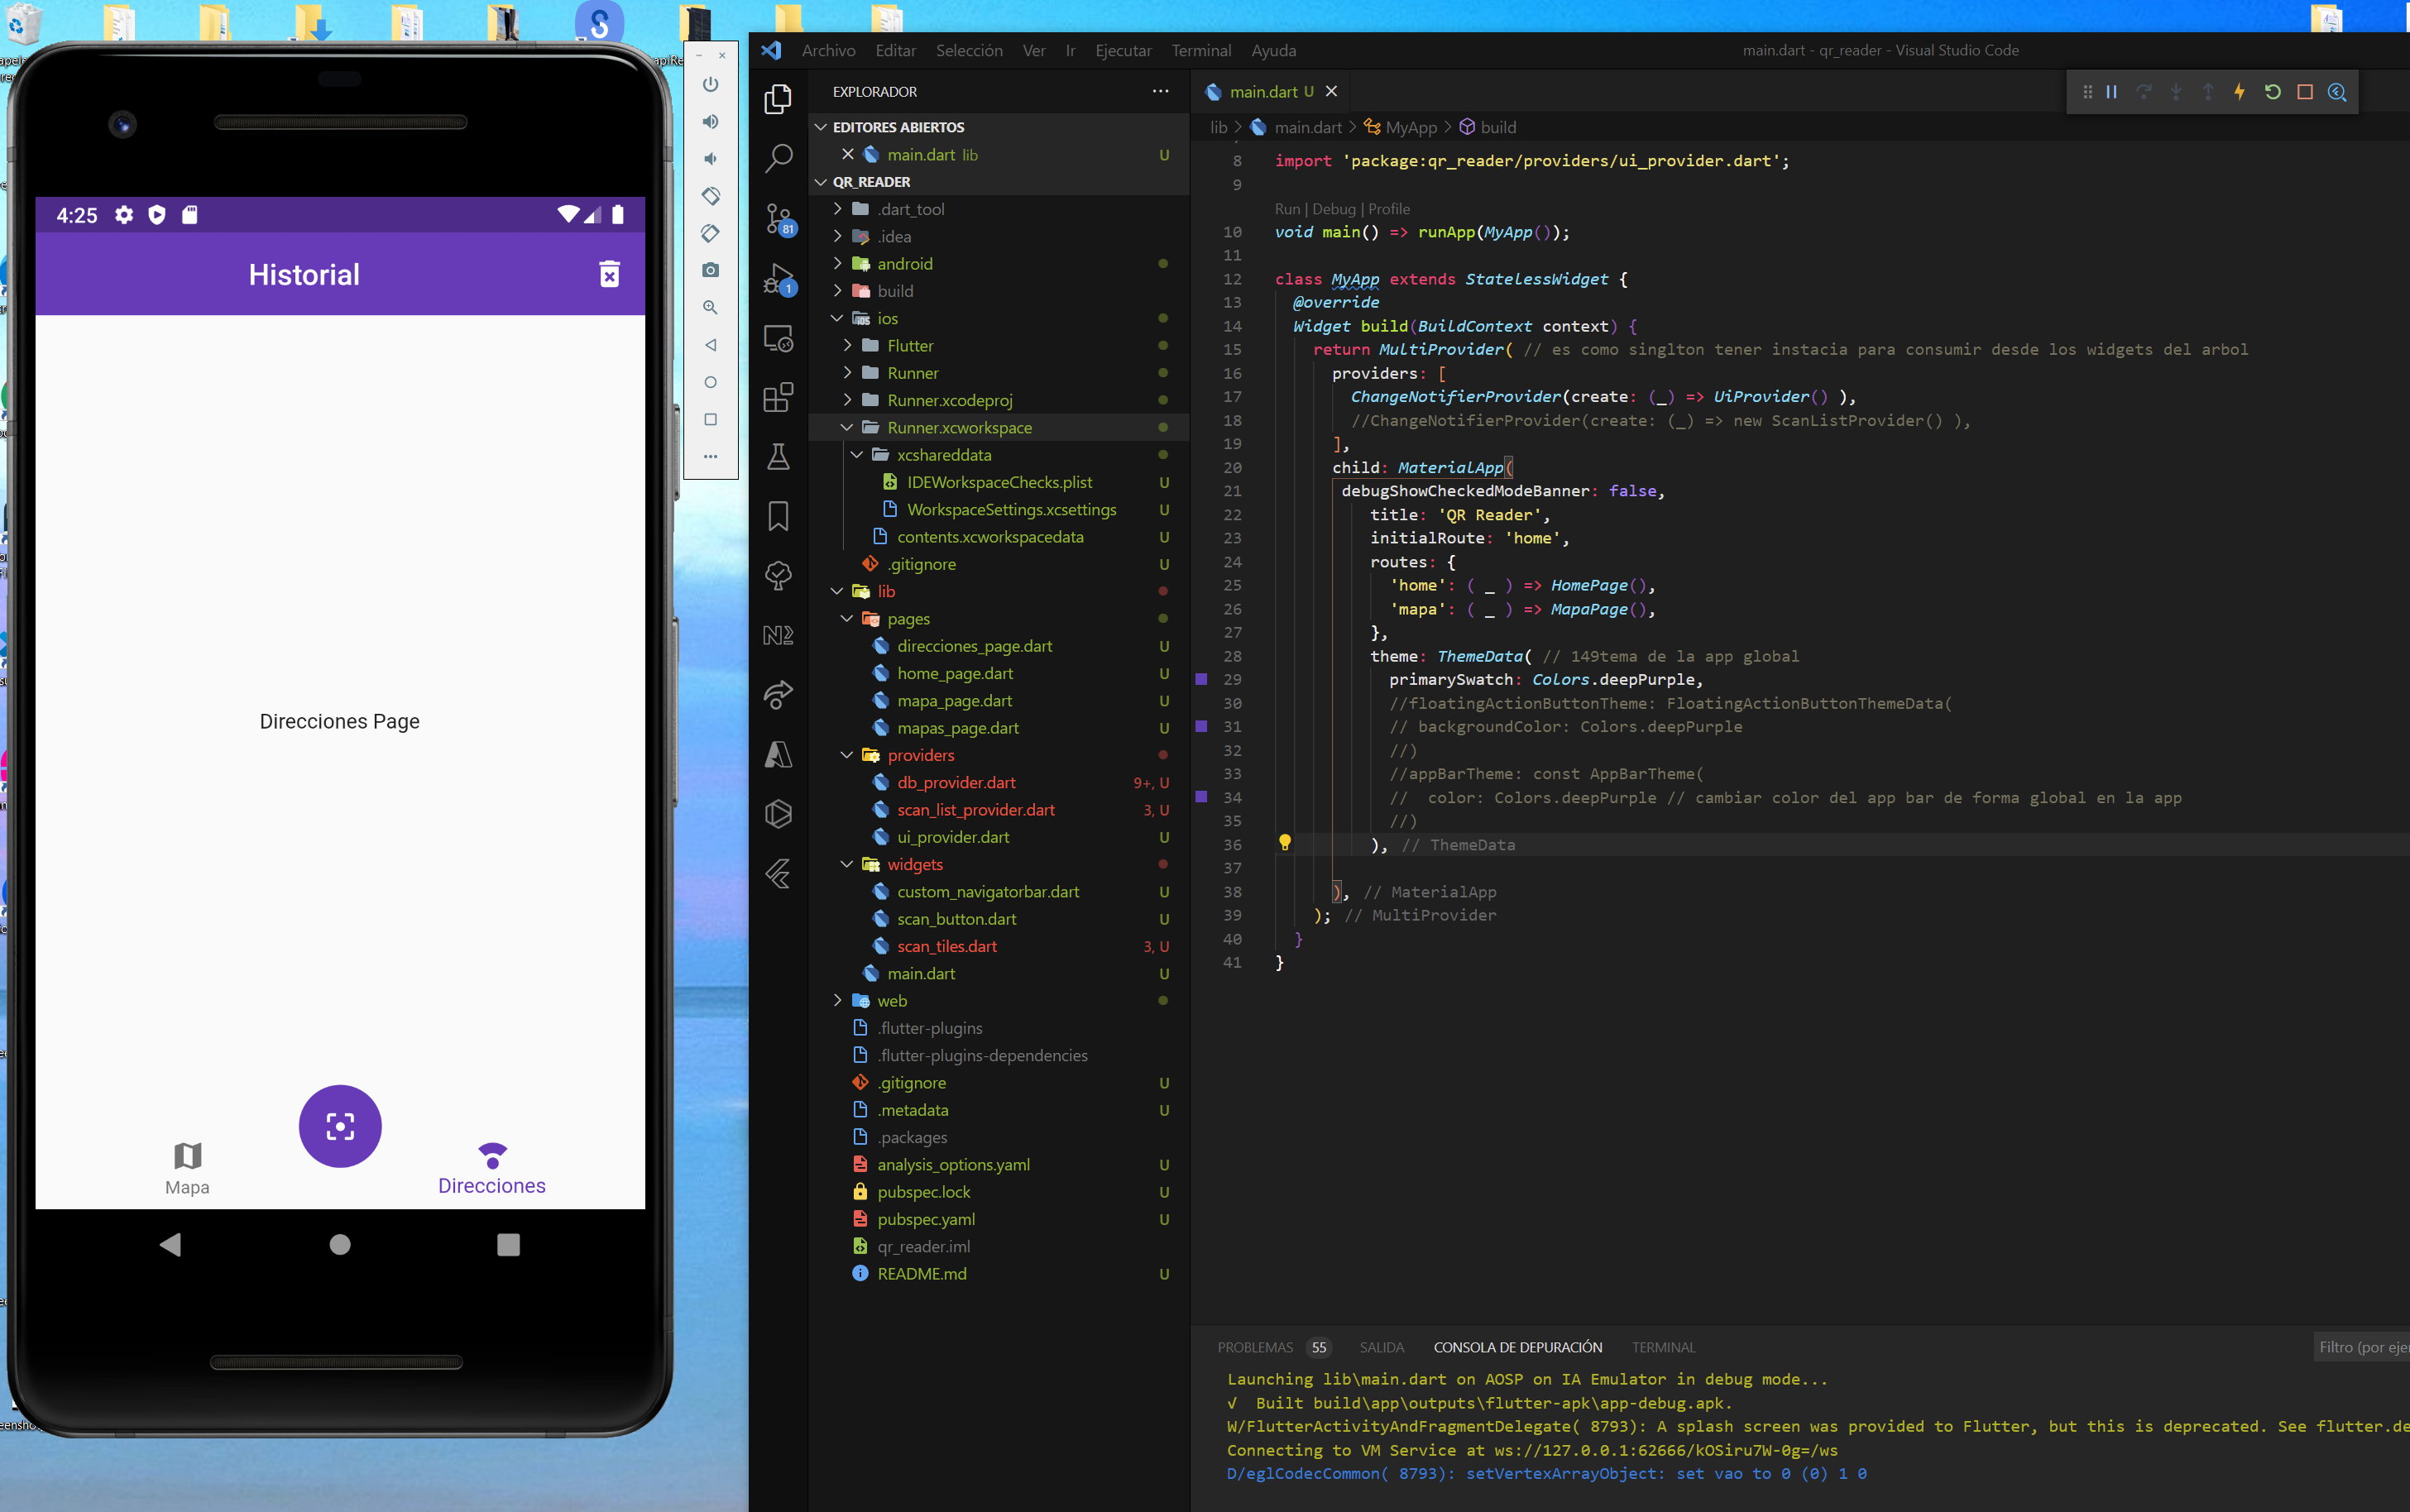 4:25
Historial
Direcciones Page
Mapa
Direcciones
Archivo Editar Selección Ver Ir Ejecutar Terminal Ayuda
main.dart - qr_reader - Visual Studio Code
81
1
EXPLORADOR
EDITORES ABIERTOS
main.dart lib U
QR_READER
.dart_tool
.idea
android
build
ios
Flutter
Runner
Runner.xcodeproj
Runner.xcworkspace
xcshareddata
IDEWorkspaceChecks.plist U
WorkspaceSettings.xcsettings U
contents.xcworkspacedata U
.gitignore U
lib
pages
direcciones_page.dart U
home_page.dart U
mapa_page.dart U
mapas_page.dart U
providers
db_provider.dart 9+, U
scan_list_provider.dart 3, U
ui_provider.dart U
widgets
custom_navigatorbar.dart U
scan_button.dart U
scan_tiles.dart 3, U
main.dart U
web
.flutter-plugins
.flutter-plugins-dependencies
.gitignore U
.metadata U
.packages
analysis_options.yaml U
pubspec.lock U
pubspec.yaml U
qr_reader.iml
README.md U
main.dart U
lib > main.dart > MyApp > build
8 import 'package:qr_reader/providers/ui_provider.dart';
9
Run | Debug | Profile
10 void main() => runApp(MyApp());
11
12 class MyApp extends StatelessWidget {
13 @override
14 Widget build(BuildContext context) {
15 return MultiProvider( // es como singlton tener instacia para consumir desde los widgets del arbol
16 providers: [
17 ChangeNotifierProvider(create: (_) => UiProvider() ),
18 //ChangeNotifierProvider(create: (_) => new ScanListProvider() ),
19 ],
20 child: MaterialApp(
21 debugShowCheckedModeBanner: false,
22 title: 'QR Reader',
23 initialRoute: 'home',
24 routes: {
25 'home': ( _ ) => HomePage(),
26 'mapa': ( _ ) => MapaPage(),
27 },
28 theme: ThemeData( // 149tema de la app global
29 primarySwatch: Colors.deepPurple,
30 //floatingActionButtonTheme: FloatingActionButtonThemeData(
31 // backgroundColor: Colors.deepPurple
32 //)
33 //appBarTheme: const AppBarTheme(
34 // color: Colors.deepPurple // cambiar color del app bar de forma global en la app
35 //)
36 ), // ThemeData
37
38 ), // MaterialApp
39 ); // MultiProvider
40 }
41 }
PROBLEMAS 55 SALIDA CONSOLA DE DEPURACIÓN TERMINAL
Filtro (por eje
Launching lib\main.dart on AOSP on IA Emulator in debug mode...
√ Built build\app\outputs\flutter-apk\app-debug.apk.
W/FlutterActivityAndFragmentDelegate( 8793): A splash screen was provided to Flutter, but this is deprecated. See flutter.de
Connecting to VM Service at ws://127.0.0.1:62666/kOSiru7W-0g=/ws
D/eglCodecCommon( 8793): setVertexArrayObject: set vao to 0 (0) 1 0